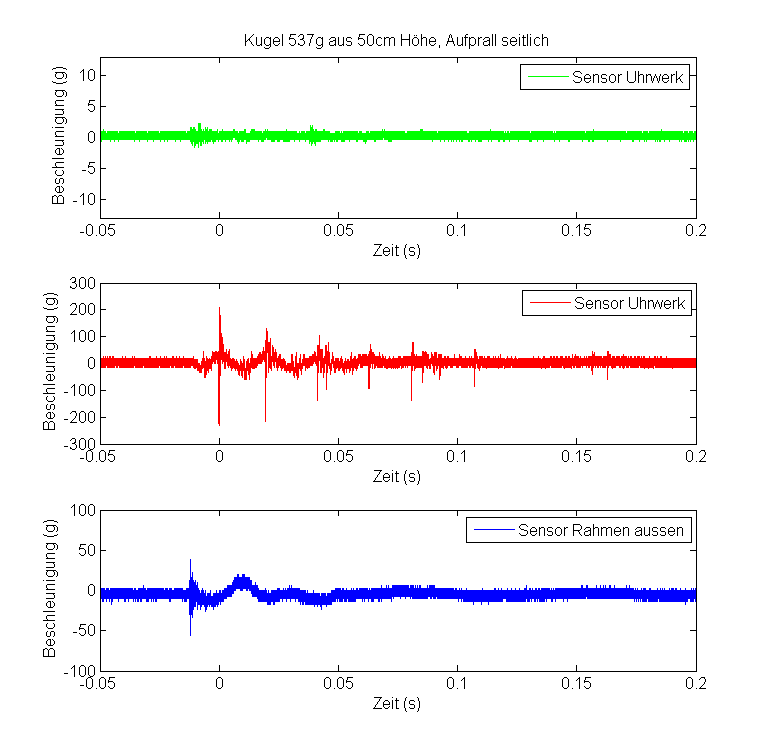 Kugel 537g aus 50cm Höhe, Aufprall seitlich
Sensor Uhrwerk
Beschleunigung (g)
10
5
0
-5
-10
-0.05 0 0.05 0.1 0.15 0.2
Zeit (s)
Sensor Uhrwerk
Beschleunigung (g)
300
200
100
0
-100
-200
-300
-0.05 0 0.05 0.1 0.15 0.2
Zeit (s)
Sensor Rahmen aussen
Beschleunigung (g)
100
50
0
-50
-100
-0.05 0 0.05 0.1 0.15 0.2
Zeit (s)